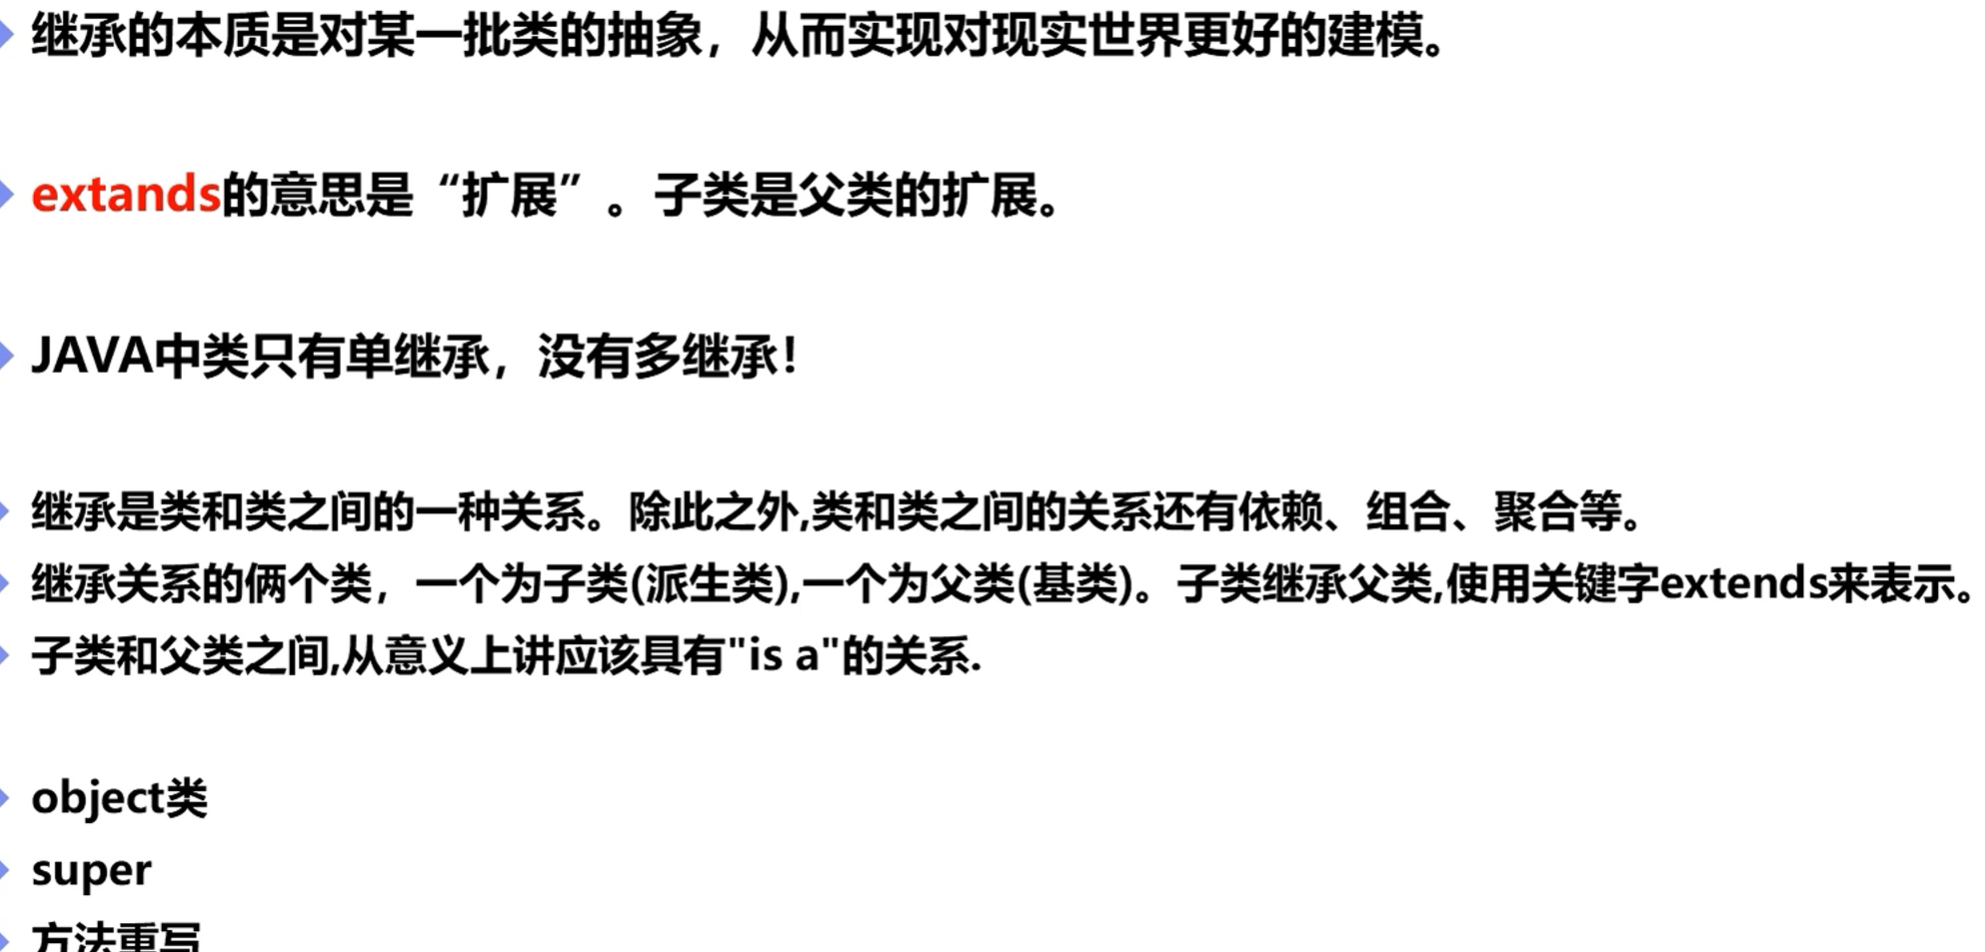 继承的本质是对某一批类的抽象，从而实现对现实世界更好的建模。
extands的意思是“扩展”。子类是父类的扩展。
JAVA中类只有单继承，没有多继承！
继承是类和类之间的一种关系。除此之外,类和类之间的关系还有依赖、组合、聚合等。
继承关系的俩个类，一个为子类(派生类),一个为父类(基类)。子类继承父类,使用关键字extends来表示。
子类和父类之间,从意义上讲应该具有"is a"的关系.
object类
super
方法重写